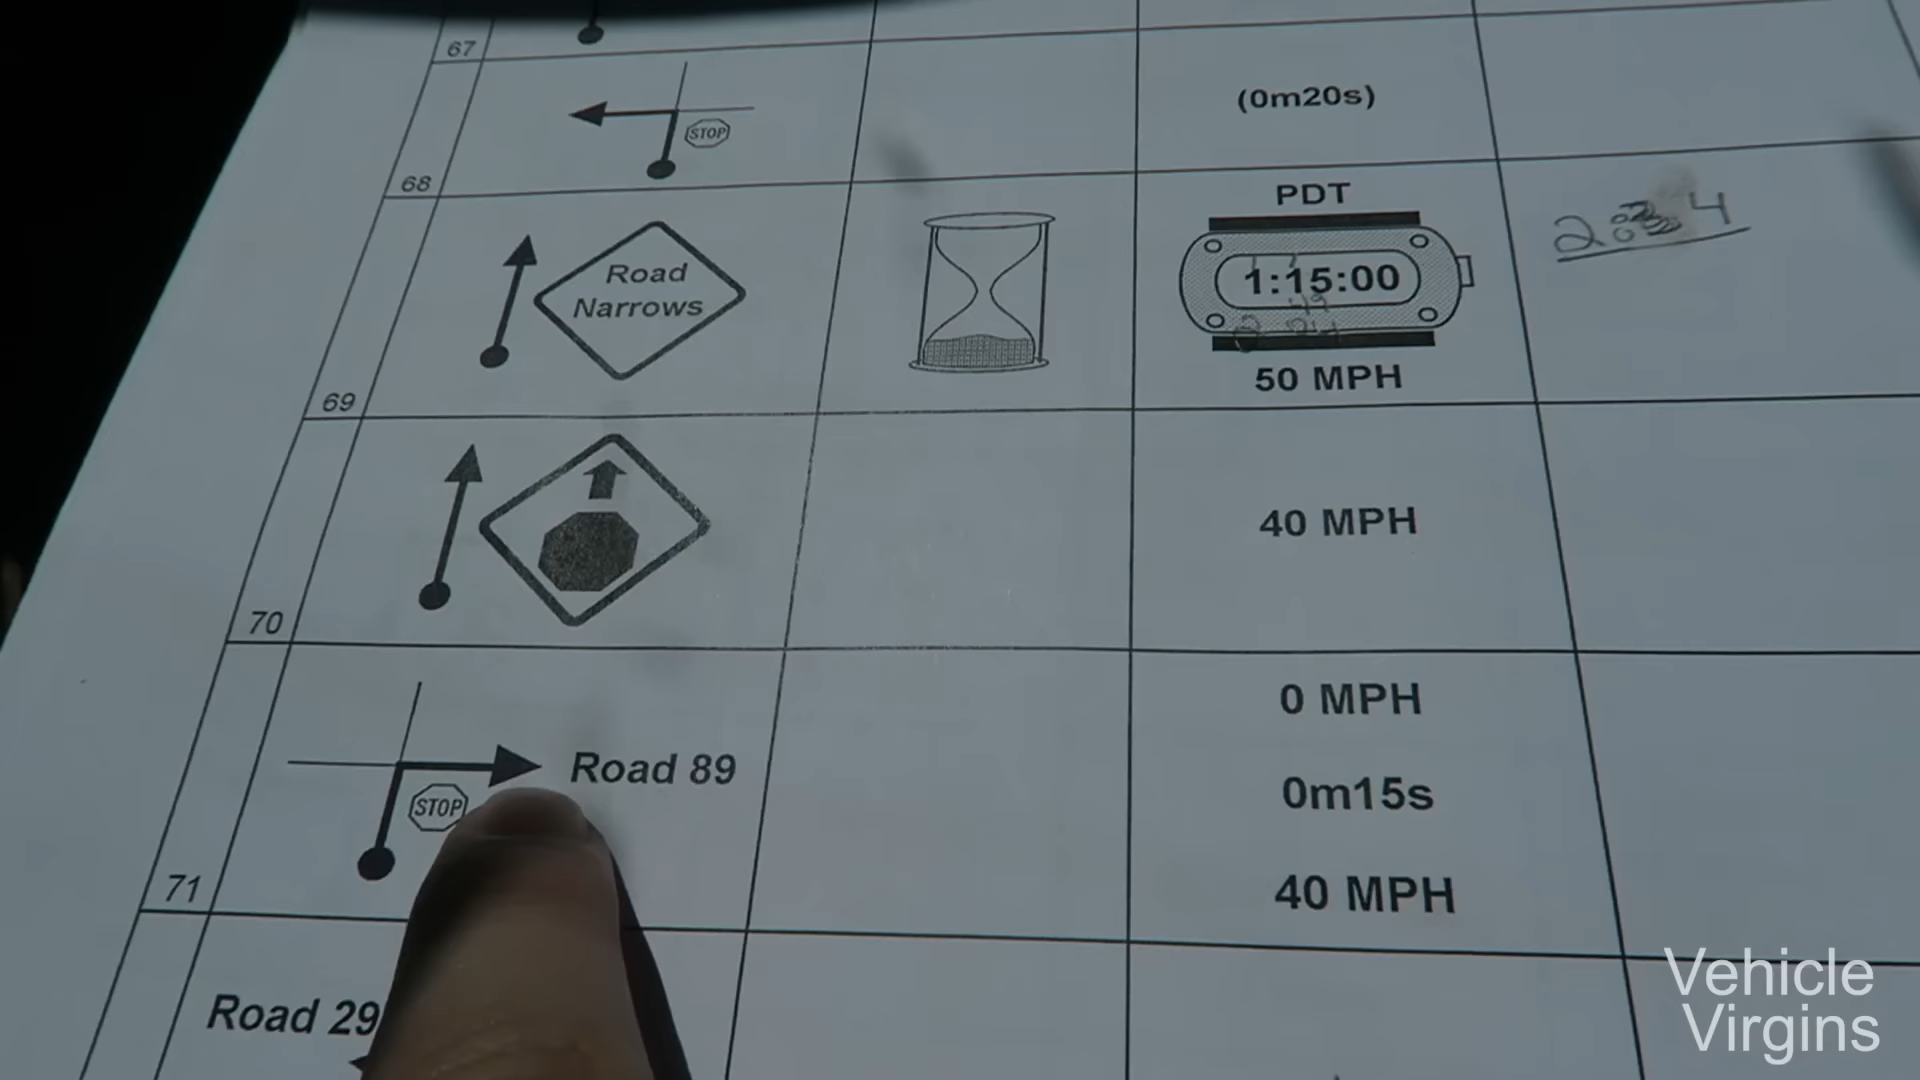 67
STOP
(0m20s)
68
PDT
Road
Narrows
1:15:00
50 MPH
69
40 MPH
70
0 MPH
Road 89
STOP
0m15s
40 MPH
71
Road 29
Vehicle
Virgins